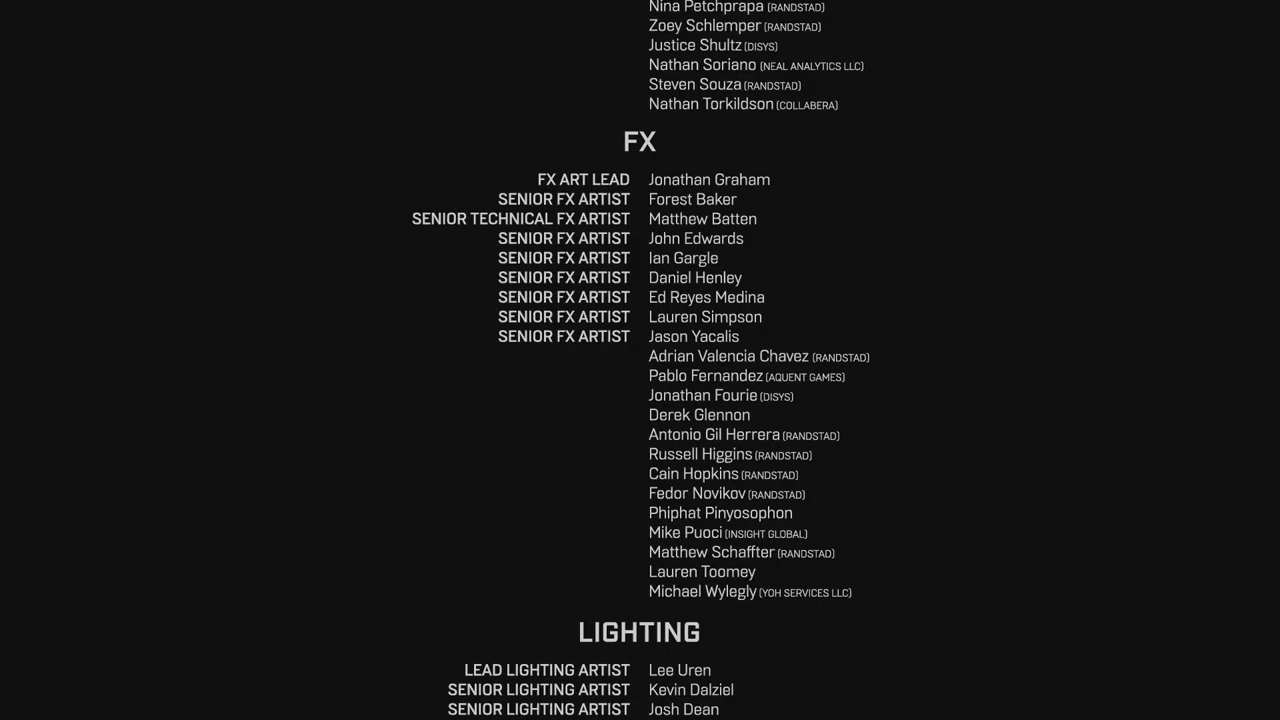 Nina Petchprapa (RANDSTAD)
Zoey Schlemper (RANDSTAD)
Justice Shultz (DISYS)
Nathan Soriano (NEAL ANALYTICS LLC)
Steven Souza (RANDSTAD)
Nathan Torkildson (COLLABERA)
FX
FX ART LEAD Jonathan Graham
SENIOR FX ARTIST Forest Baker
SENIOR TECHNICAL FX ARTIST Matthew Batten
SENIOR FX ARTIST John Edwards
SENIOR FX ARTIST Ian Gargle
SENIOR FX ARTIST Daniel Henley
SENIOR FX ARTIST Ed Reyes Medina
SENIOR FX ARTIST Lauren Simpson
SENIOR FX ARTIST Jason Yacalis
Adrian Valencia Chavez (RANDSTAD)
Pablo Fernandez (AQUENT GAMES)
Jonathan Fourie (DISYS)
Derek Glennon
Antonio Gil Herrera (RANDSTAD)
Russell Higgins (RANDSTAD)
Cain Hopkins (RANDSTAD)
Fedor Novikov (RANDSTAD)
Phiphat Pinyosophon
Mike Puoci (INSIGHT GLOBAL)
Matthew Schaffter (RANDSTAD)
Lauren Toomey
Michael Wylegly (YOH SERVICES LLC)
LIGHTING
LEAD LIGHTING ARTIST Lee Uren
SENIOR LIGHTING ARTIST Kevin Dalziel
SENIOR LIGHTING ARTIST Josh Dean